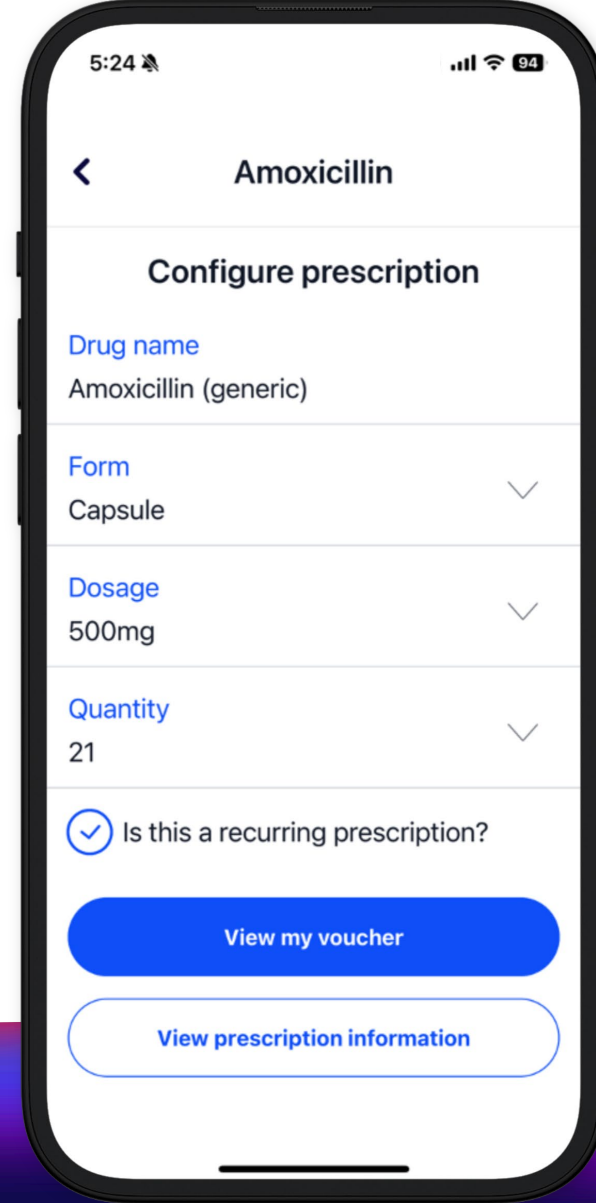 5:24
94
Amoxicillin
Configure prescription
Drug name
Amoxicillin (generic)
Form
Capsule
Dosage
500mg
Quantity
21
Is this a recurring prescription?
View my voucher
View prescription information